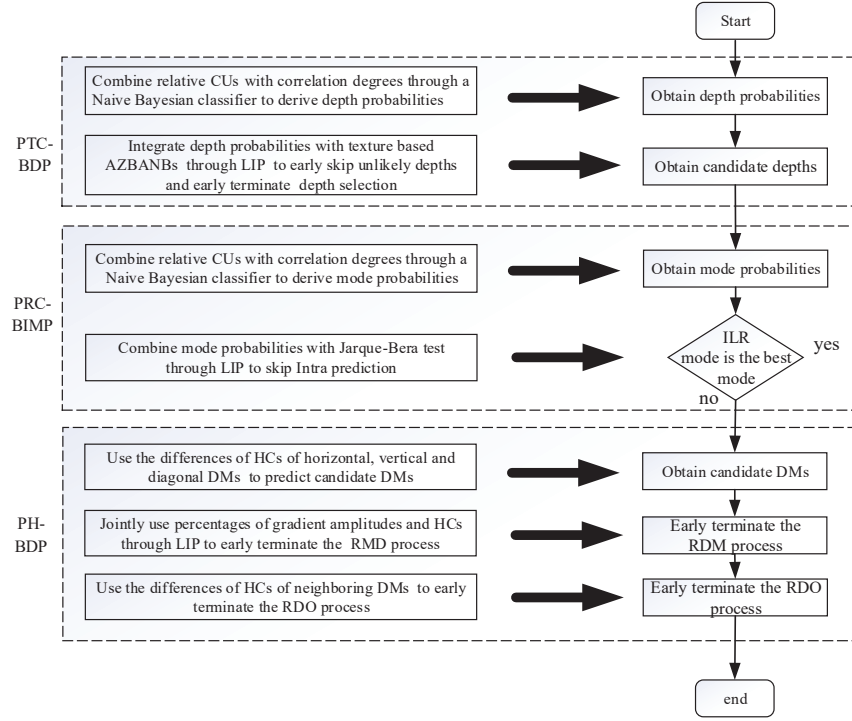 Start
PTC-
BDP
Combine relative CUs with correlation degrees through a
Naive Bayesian classifier to derive depth probabilities
Obtain depth probabilities
Integrate depth probabilities with texture based
AZBANBs through LIP to early skip unlikely depths
and early terminate depth selection
Obtain candidate depths
PRC-
BIMP
Combine relative CUs with correlation degrees through a
Naive Bayesian classifier to derive mode probabilities
Obtain mode probabilities
Combine mode probabilities with Jarque-Bera test
through LIP to skip Intra prediction
ILR
mode is the best
mode
yes
no
PH-
BDP
Use the differences of HCs of horizontal, vertical and
diagonal DMs to predict candidate DMs
Obtain candidate DMs
Jointly use percentages of gradient amplitudes and HCs
through LIP to early terminate the RMD process
Early terminate the
RDM process
Use the differences of HCs of neighboring DMs to early
terminate the RDO process
Early terminate the RDO
process
end